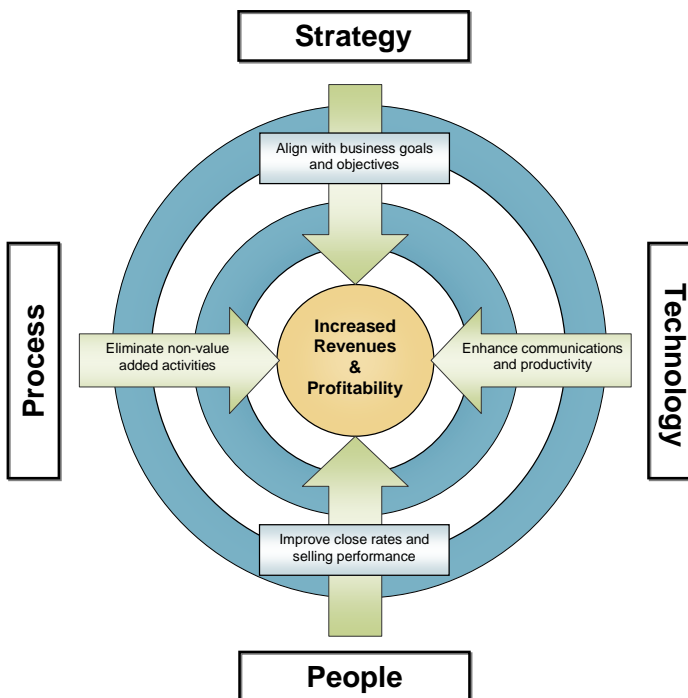 Strategy
Align with business goals
and objectives
Process
Eliminate non-value
added activities
Increased
Revenues
&
Profitability
Enhance communications
and productivity
Technology
Improve close rates and
selling performance
People